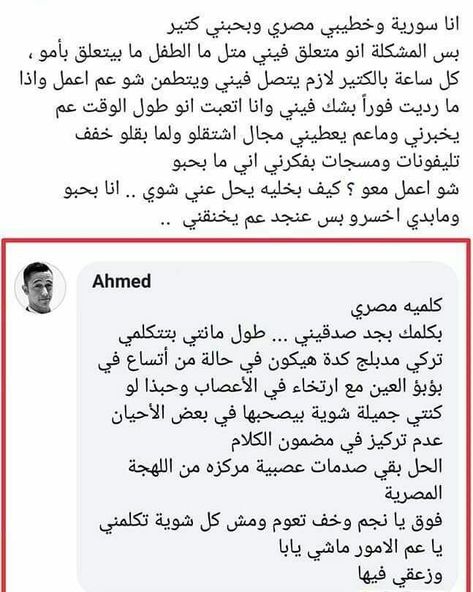 انا سورية وخطيبي مصري وبحبني كتير
بس المشكلة انو متعلق فيني متل ما الطفل ما بيتعلق بأمو ،
كل ساعة بالكتير لازم يتصل فيني ويتطمن شو عم اعمل واذا
ما رديت فوراً بشك فيني وانا اتعبت انو طول الوقت عم
يخبرني وماعم يعطيني مجال اشتقلو ولما بقلو خفف
تليفونات ومسجات بفكرني اني ما بحبو
شو اعمل معو ؟ كيف بخليه يحل عني شوي .. انا بحبو
ومابدي اخسرو بس عنجد عم يخنقني ..
Ahmed
كلميه مصري
بكلمك بجد صدقيني ... طول مانتي بتتكلمي
تركي مدبلج كدة هيكون في حالة من أتساع في
بؤبؤ العين مع ارتخاء في الأعصاب وحبذا لو
كنتي جميلة شوية بيصحبها في بعض الأحيان
عدم تركيز في مضمون الكلام
الحل بقي صدمات عصبية مركزه من اللهجة
المصرية
فوق يا نجم وخف تعوم ومش كل شوية تكلمني
يا عم الامور ماشي يابا
وزعقي فيها